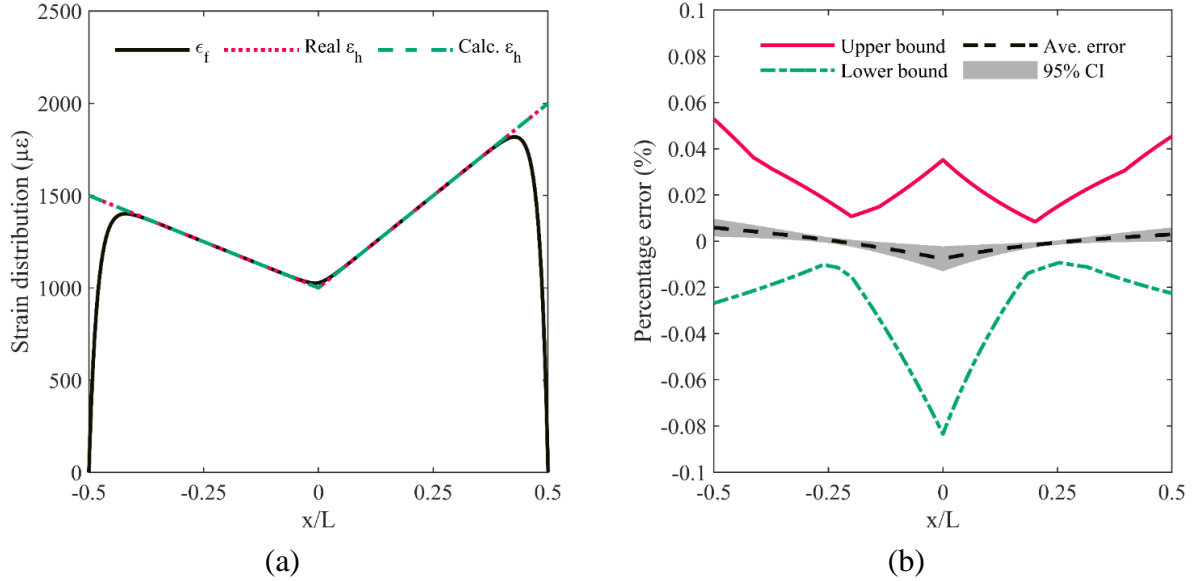 2500
2000
1500
1000
500
0
-0.5
-0.25
0
0.25
0.5
Strain distribution (με)
x/L
ϵ_f
Real ε_h
Calc. ε_h
(a)
0.1
0.08
0.06
0.04
0.02
0
-0.02
-0.04
-0.06
-0.08
-0.1
-0.5
-0.25
0
0.25
0.5
Percentage error (%)
x/L
Upper bound
Ave. error
Lower bound
95% CI
(b)